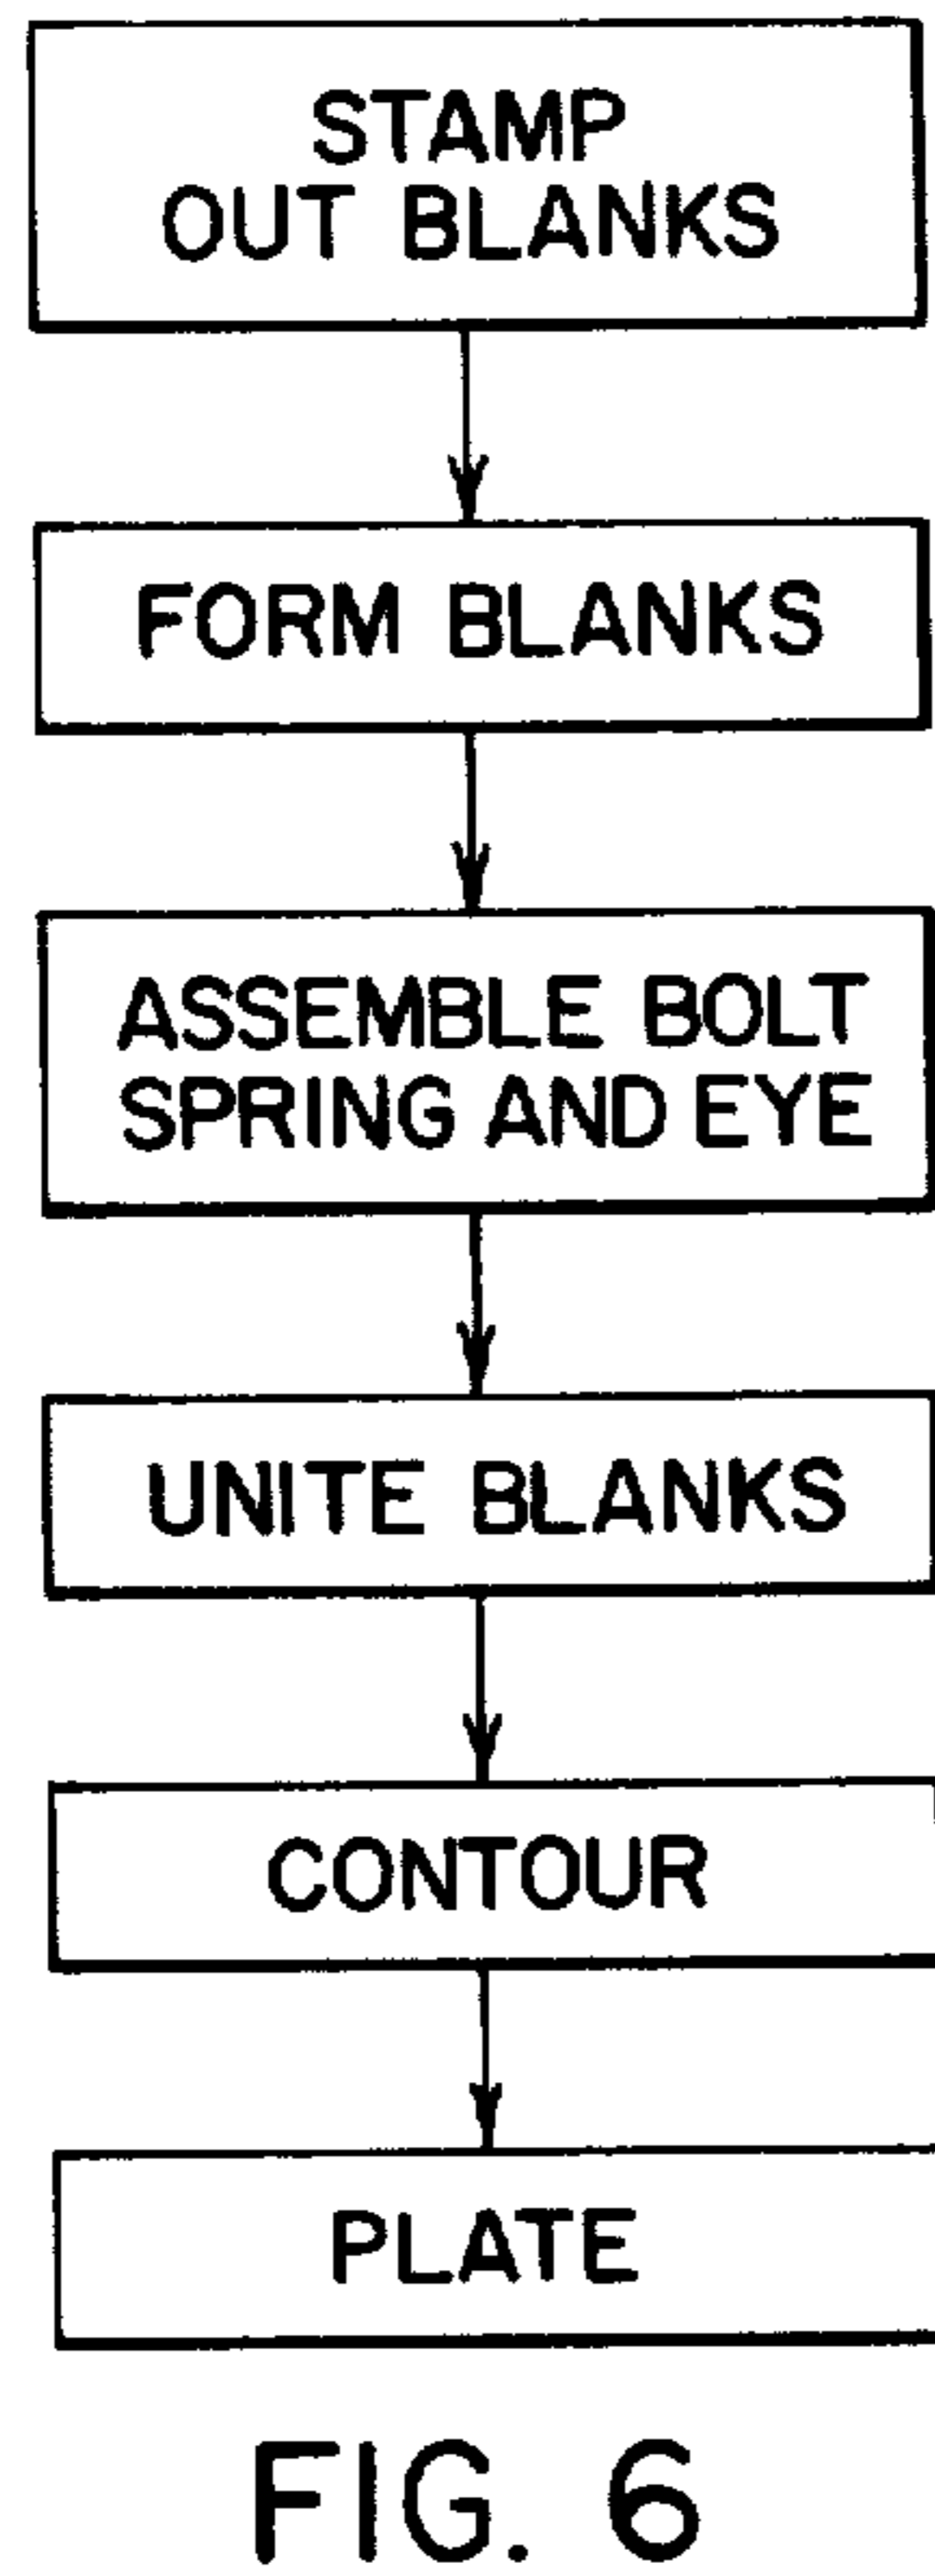 STAMP
OUT BLANKS
FORM BLANKS
ASSEMBLE BOLT
SPRING AND EYE
UNITE BLANKS
CONTOUR
PLATE
FIG. 6